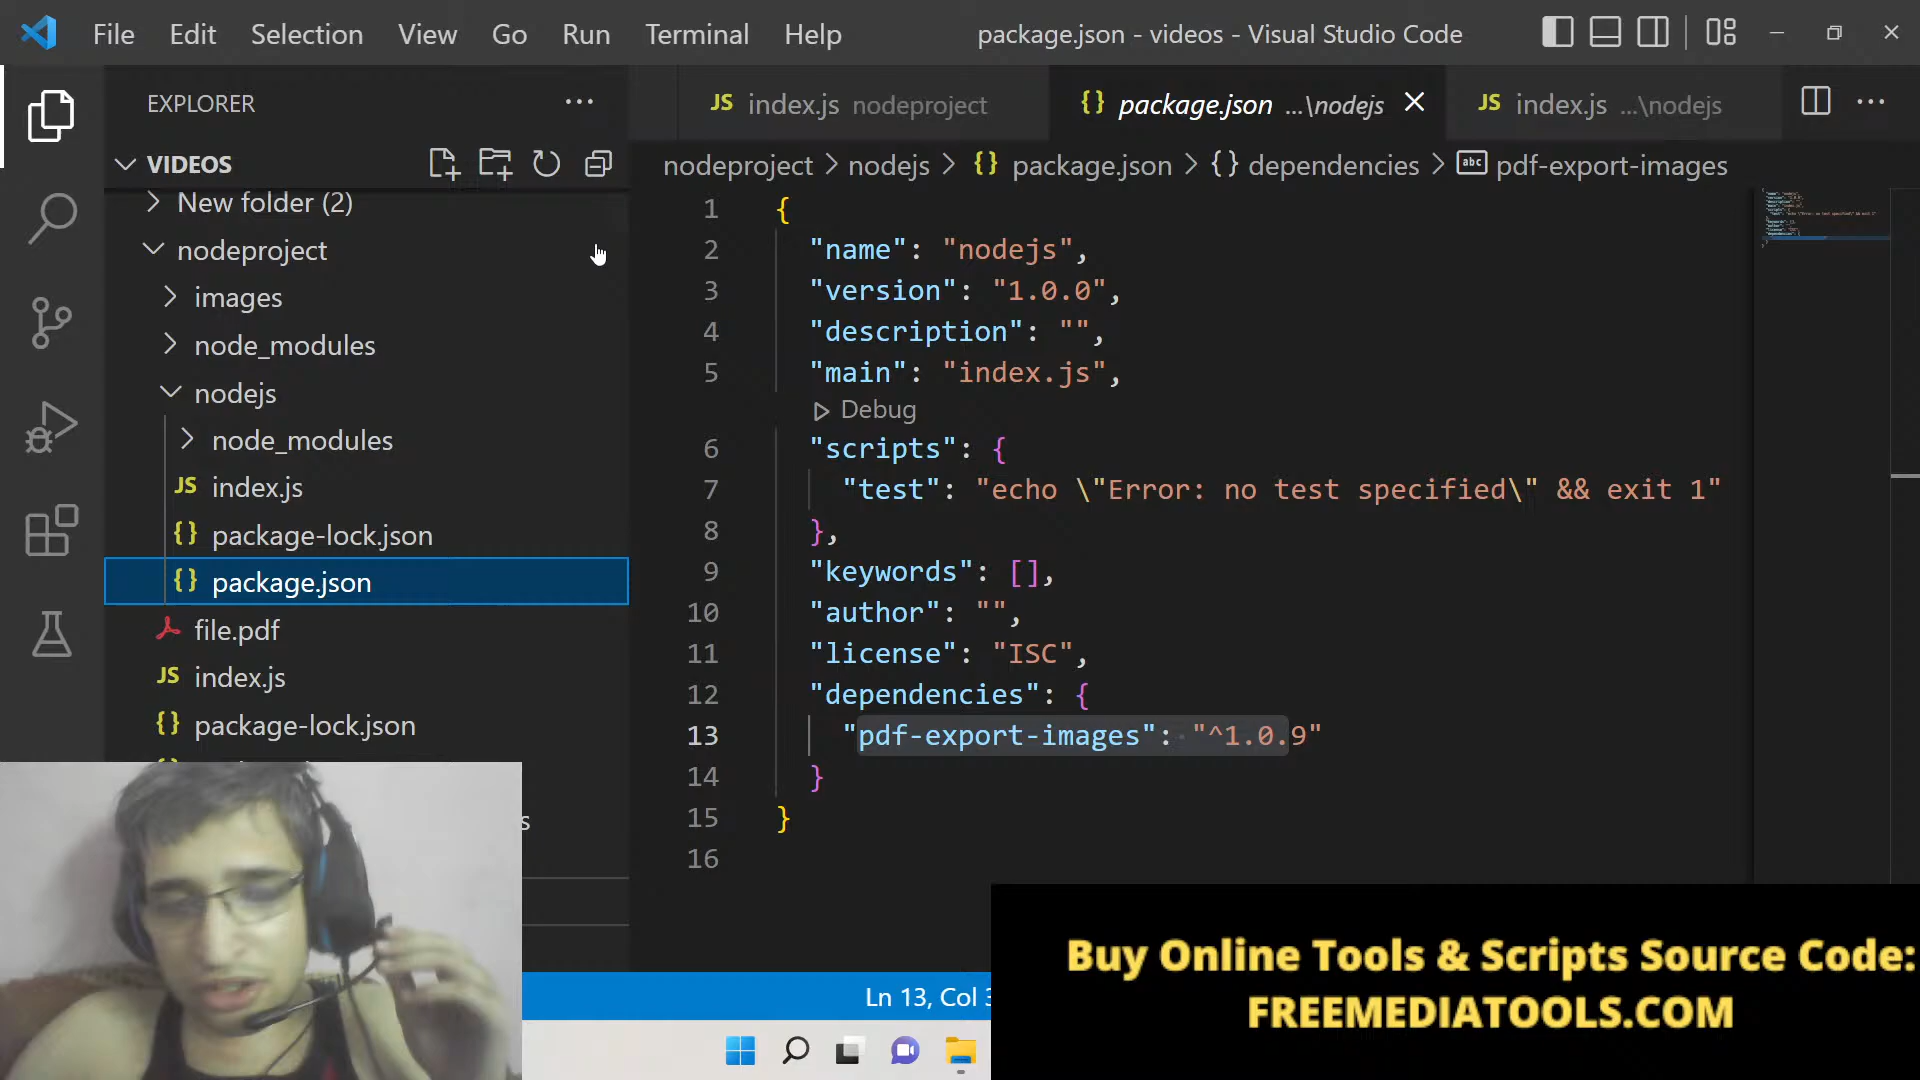 File Edit Selection View Go Run Terminal Help package.json - videos - Visual Studio Code
EXPLORER
VIDEOS
New folder (2)
nodeproject
images
node_modules
nodejs
node_modules
JS index.js
{} package-lock.json
{} package.json
file.pdf
JS index.js
{} package-lock.json
s
JS index.js nodeproject {} package.json ...\nodejs JS index.js ...\nodejs
nodeproject > nodejs > {} package.json > {} dependencies > abc pdf-export-images
1 {
2 "name": "nodejs",
3 "version": "1.0.0",
4 "description": "",
5 "main": "index.js",
Debug
6 "scripts": {
7 "test": "echo \"Error: no test specified\" && exit 1"
8 },
9 "keywords": [],
10 "author": "",
11 "license": "ISC",
12 "dependencies": {
13 "pdf-export-images": "^1.0.9"
14 }
15 }
16
Ln 13, Col
Buy Online Tools & Scripts Source Code:
FREEMEDIATOOLS.COM